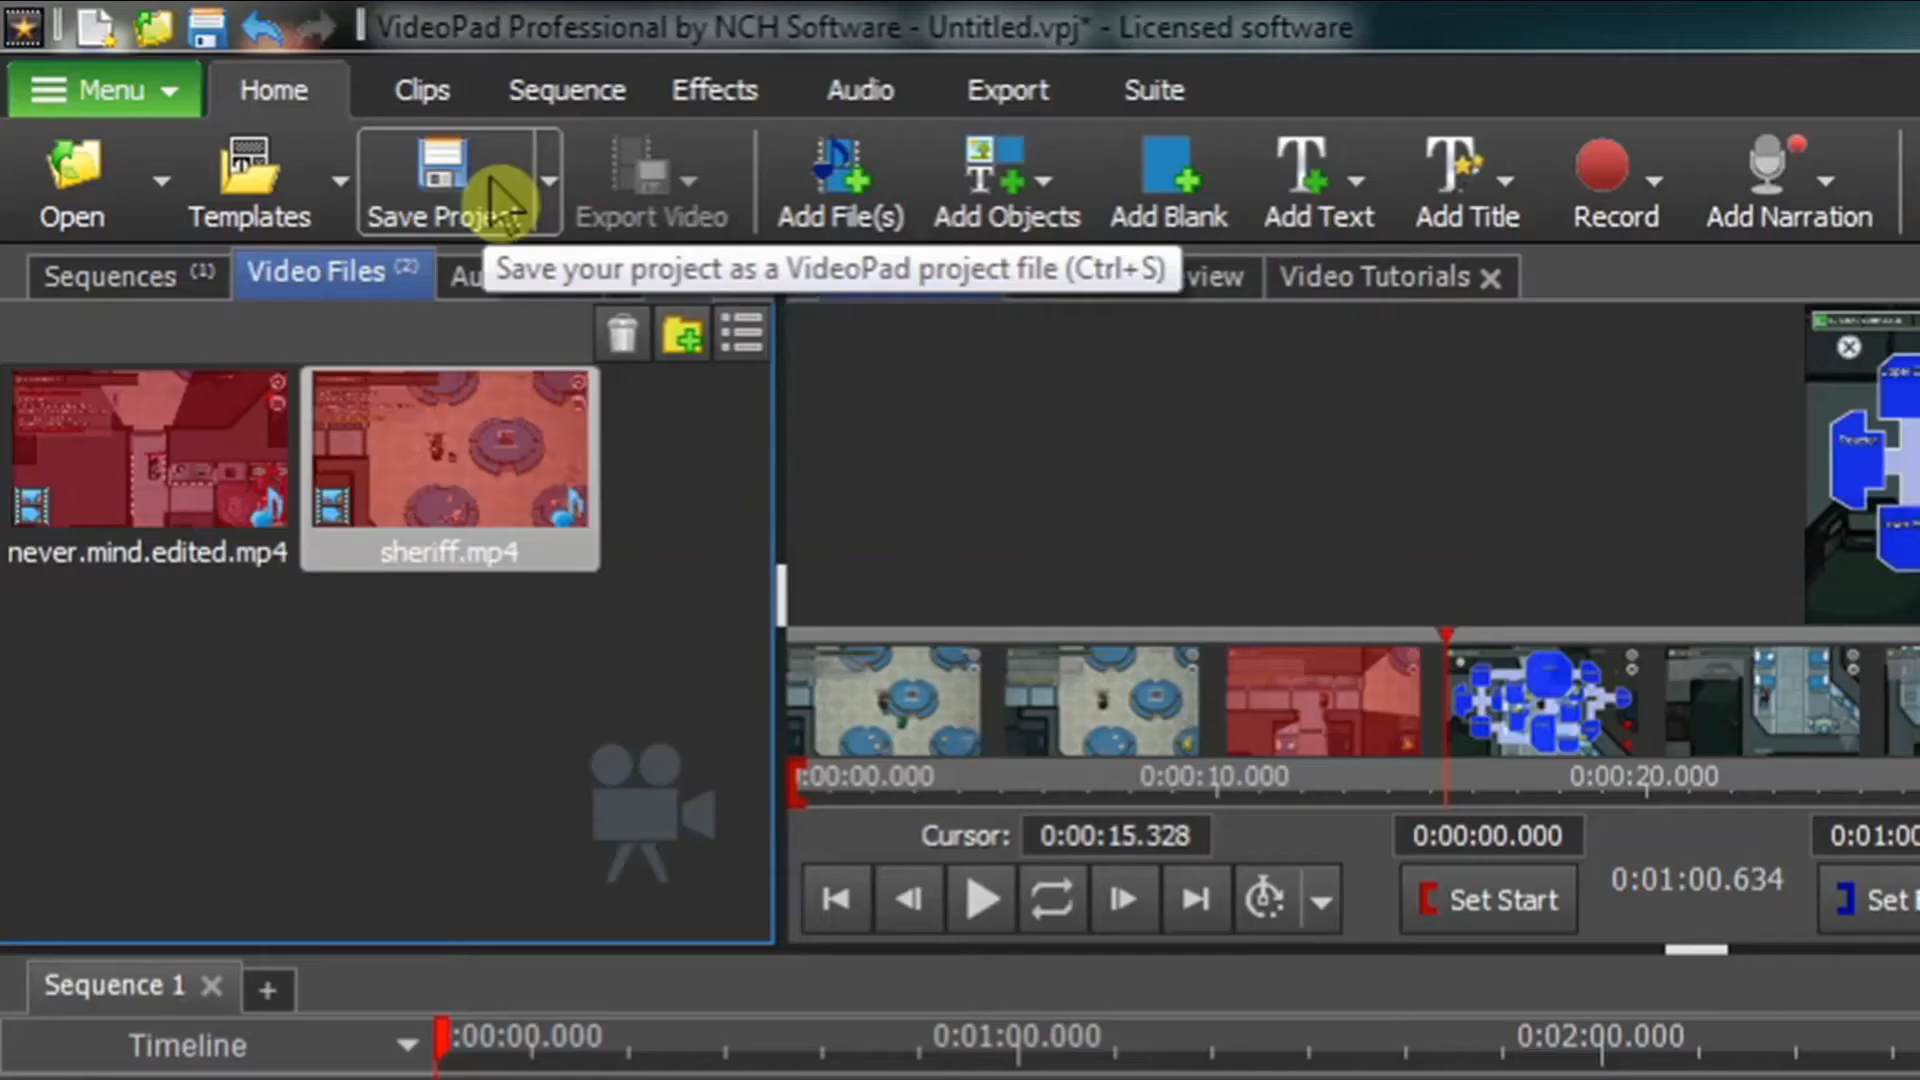 VideoPad Professional by NCH Software - Untitled.vpj* - Licensed software
Menu Home Clips Sequence Effects Audio Export Suite
Open Templates Save Project Export Video Add File(s) Add Objects Add Blank Add Text Add Title Record Add Narration
Sequences (1) Video Files (2) Au Save your project as a VideoPad project file (Ctrl+S) view Video Tutorials
never.mind.edited.mp4 sheriff.mp4
:00:00.000 0:00:10.000 0:00:20.000
Cursor: 0:00:15.328 0:00:00.000 0:01:00
Set Start 0:01:00.634 Set E
Sequence 1
Timeline :00:00.000 0:01:00.000 0:02:00.000